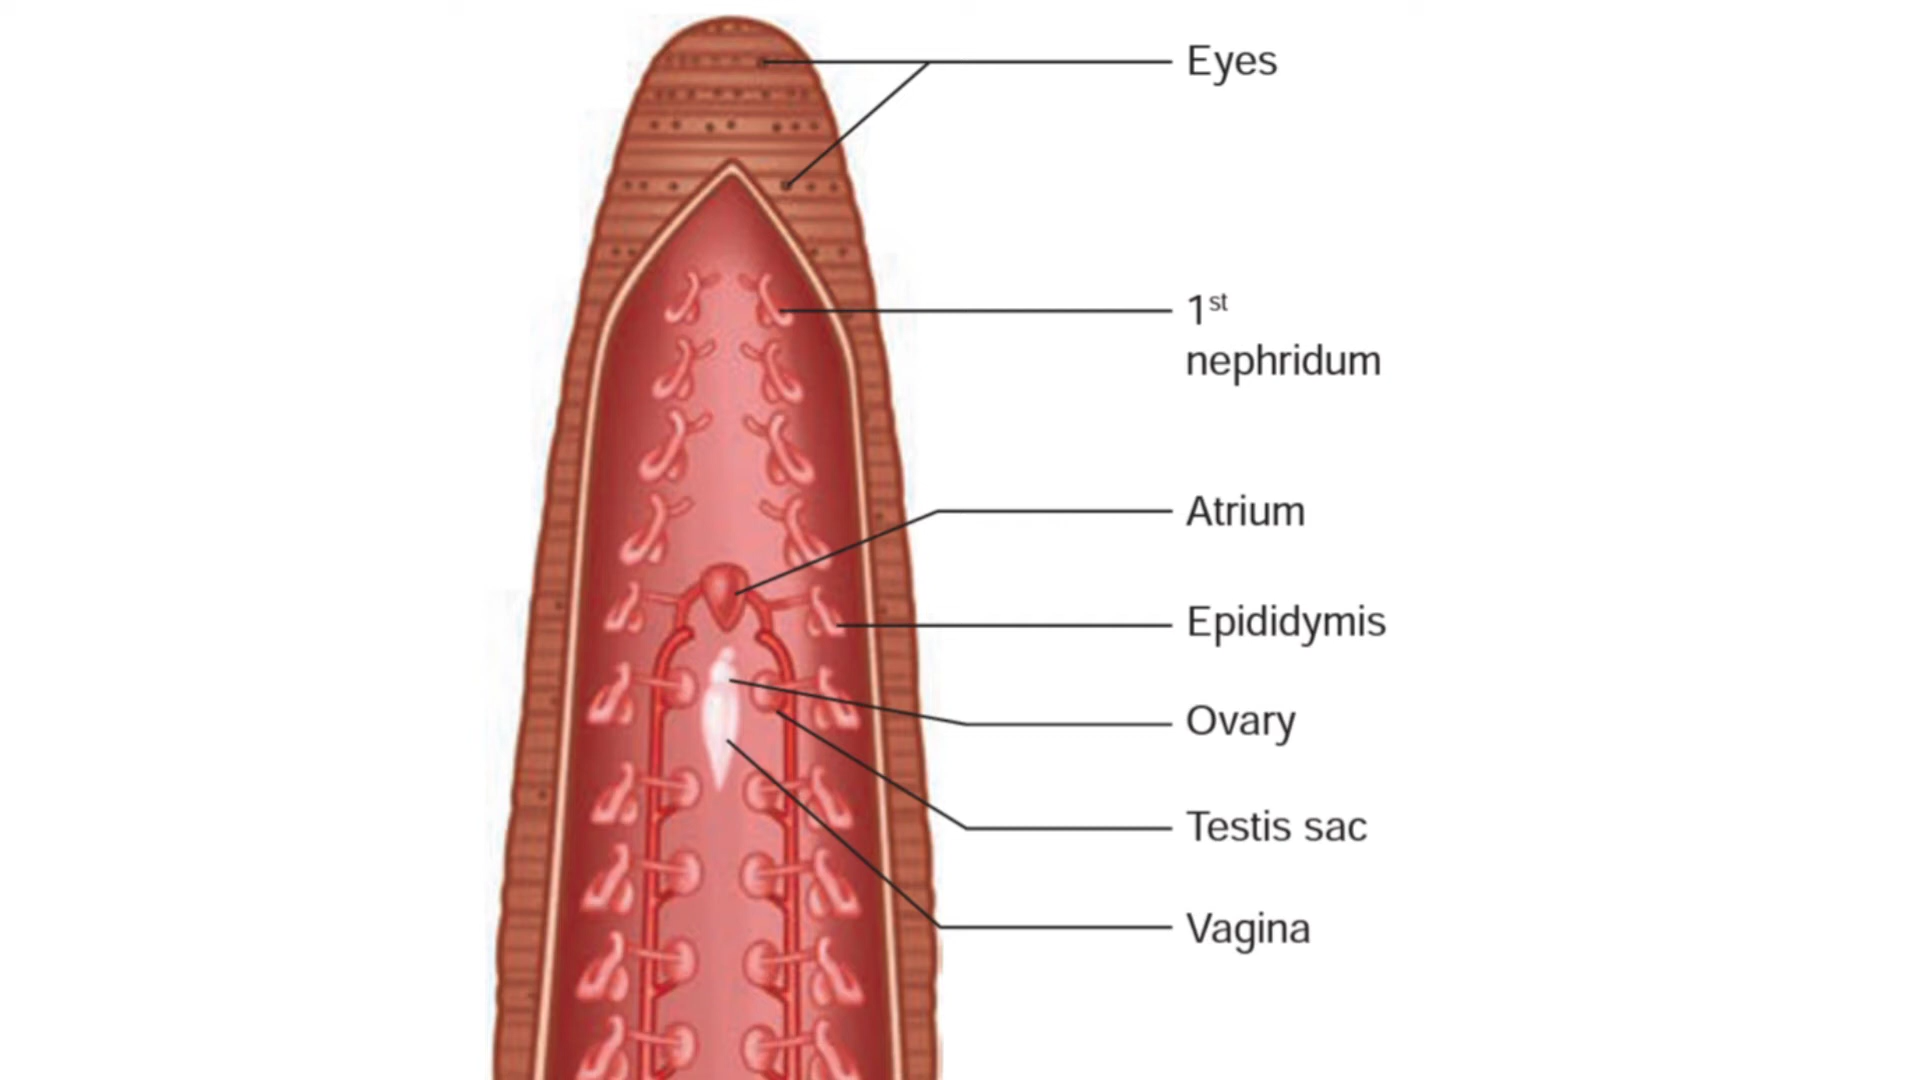 Eyes
1st
nephridum
Atrium
Epididymis
Ovary
Testis sac
Vagina